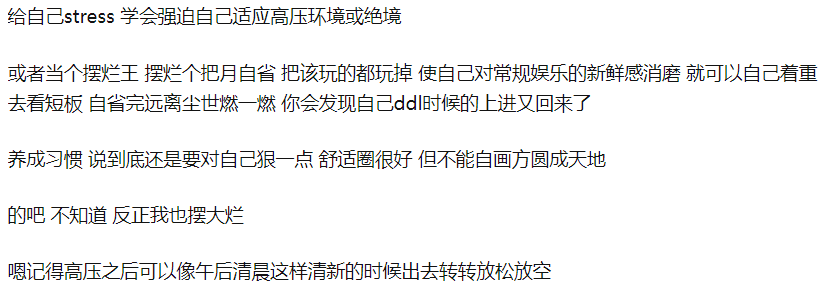 给自己stress 学会强迫自己适应高压环境或绝境
或者当个摆烂王 摆烂个把月自省 把该玩的都玩掉 使自己对常规娱乐的新鲜感消磨 就可以自己着重
去看短板 自省完远离尘世燃一燃 你会发现自己ddl时候的上进又回来了
养成习惯 说到底还是要对自己狠一点 舒适圈很好 但不能自画方圆成天地
的吧 不知道 反正我也摆大烂
嗯记得高压之后可以像午后清晨这样清新的时候出去转转放松放空